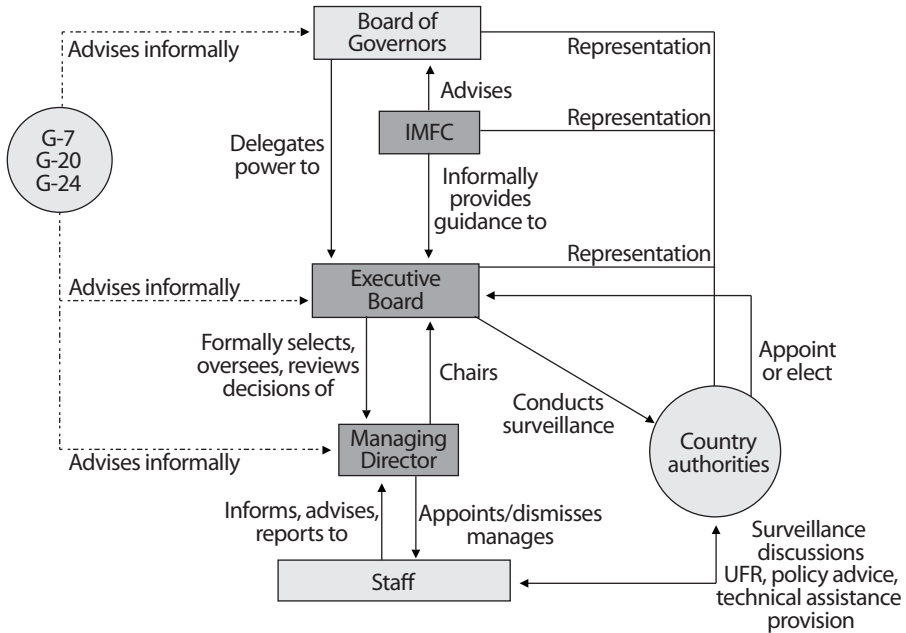 Board of
Governors
Advises informally
Representation
Advises
G-7
G-20
G-24
IMFC
Representation
Delegates
power to
Informally
provides
guidance to
Representation
Executive
Board
Advises informally
Formally selects,
oversees, reviews
decisions of
Chairs
Appoint
or elect
Conducts
surveillance
Managing
Director
Country
authorities
Advises informally
Informs, advises,
reports to
Appoints/dismisses
manages
Staff
Surveillance
discussions
UFR, policy advice,
technical assistance
provision